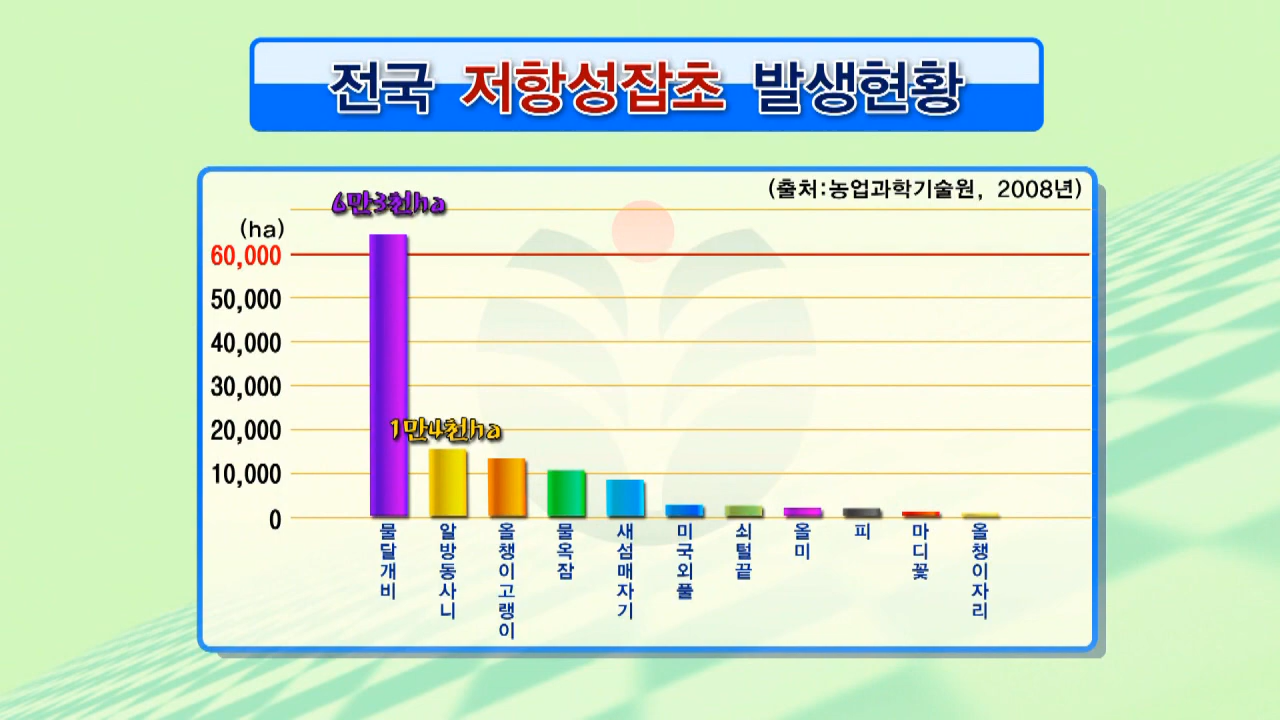 전국 저항성잡초 발생현황
(출처:농업과학기술원, 2008년)
6만3천ha
(ha)
60,000
50,000
40,000
30,000
20,000
1만4천ha
10,000
0
물달개비
알방동사니
올챙이고랭이
물옥잠
새섬매자기
미국외풀
쇠털끝
올미
피
마디꽃
올챙이자리